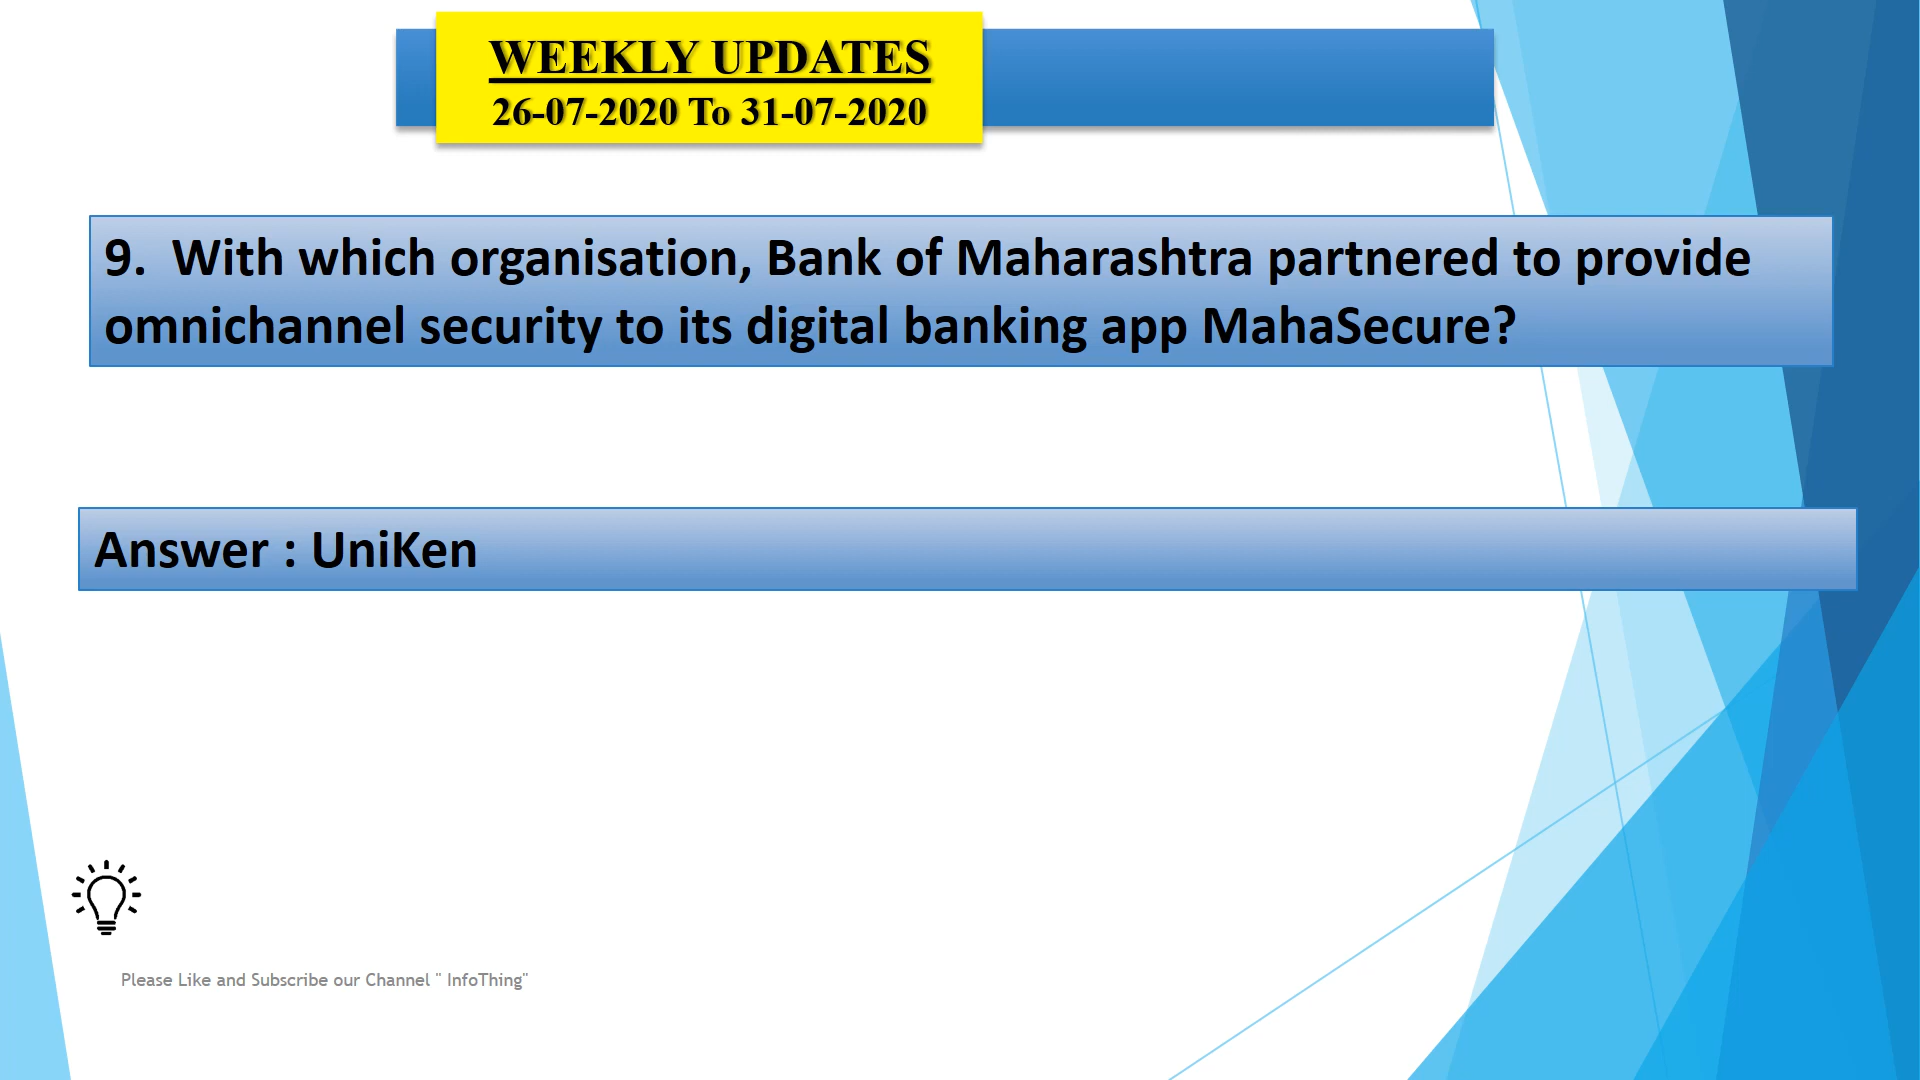 WEEKLY UPDATES
26-07-2020 To 31-07-2020
9.  With which organisation, Bank of Maharashtra partnered to provide
omnichannel security to its digital banking app MahaSecure?
Answer : UniKen
Please Like and Subscribe our Channel " InfoThing"